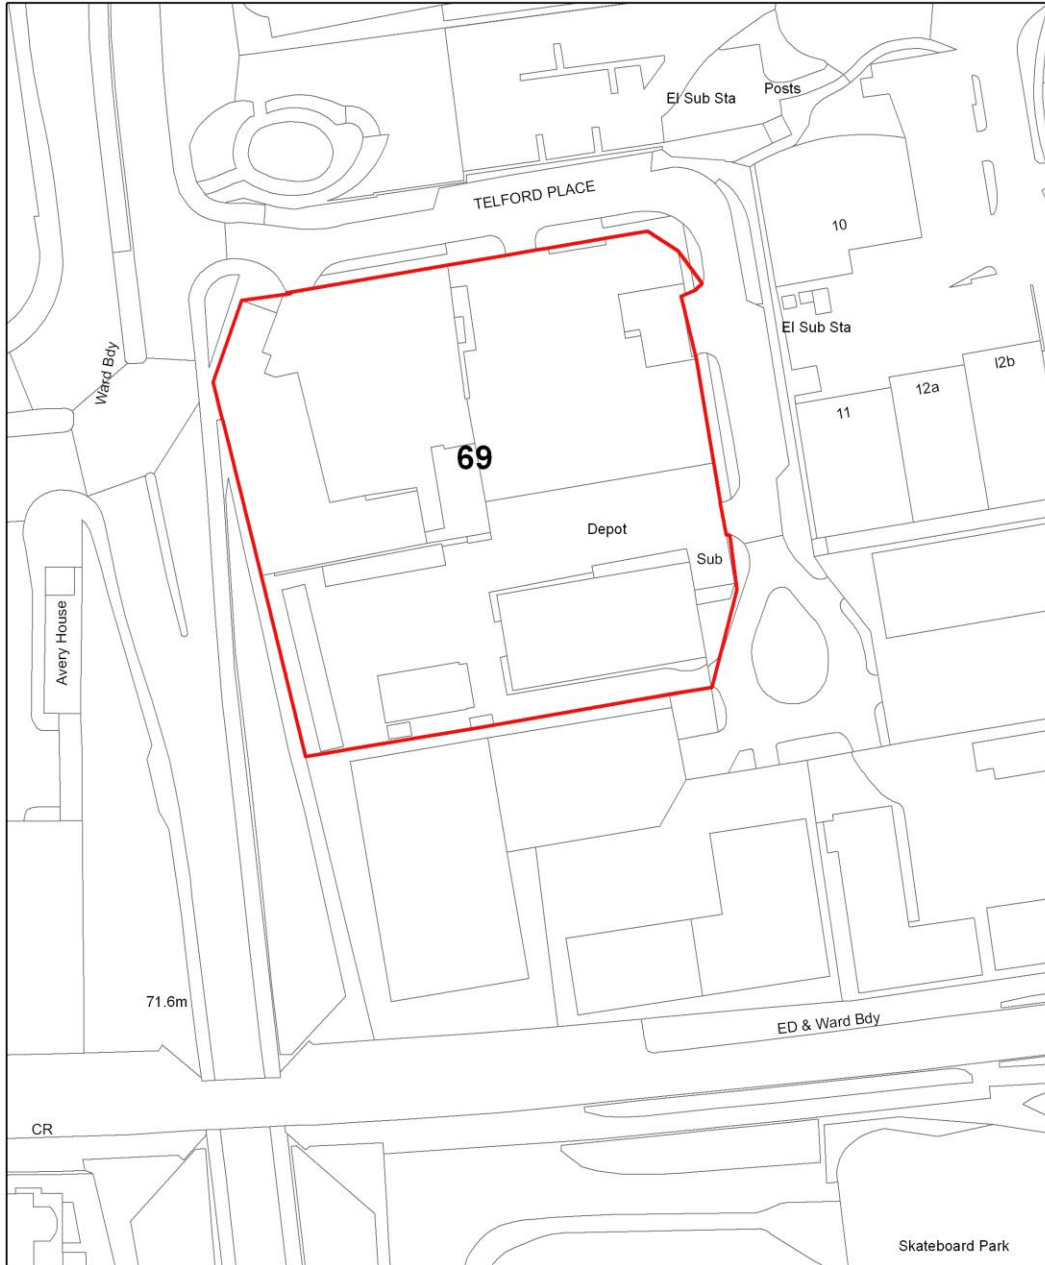 Posts
El Sub Sta
TELFORD PLACE
10
El Sub Sta
Ward Bdy
l2b
12a
11
69
Depot
Sub
Avery House
71.6m
ED & Ward Bdy
CR
Skateboard Park